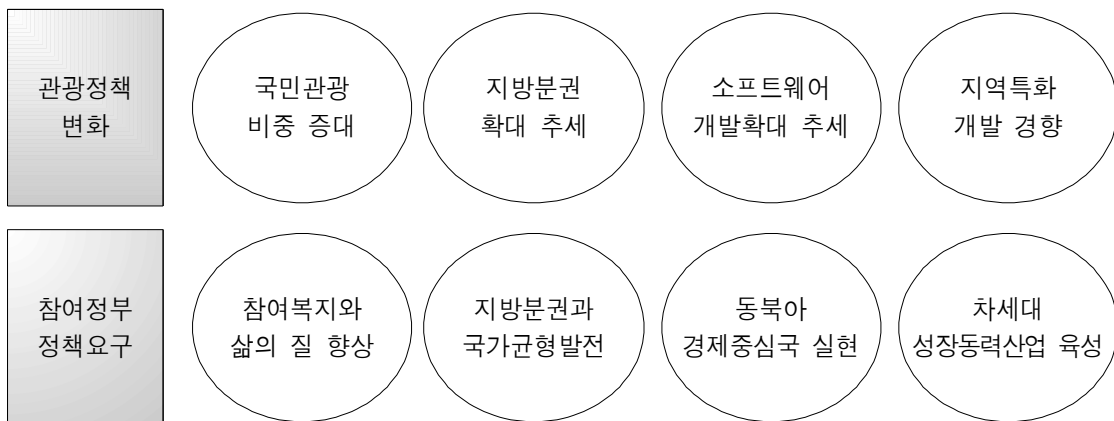 관광정책
변화
국민관광
비중 증대
지방분권
확대 추세
소프트웨어
개발확대 추세
지역특화
개발 경향
참여정부
정책요구
참여복지와
삶의 질 향상
지방분권과
국가균형발전
동북아
경제중심국 실현
차세대
성장동력산업 육성